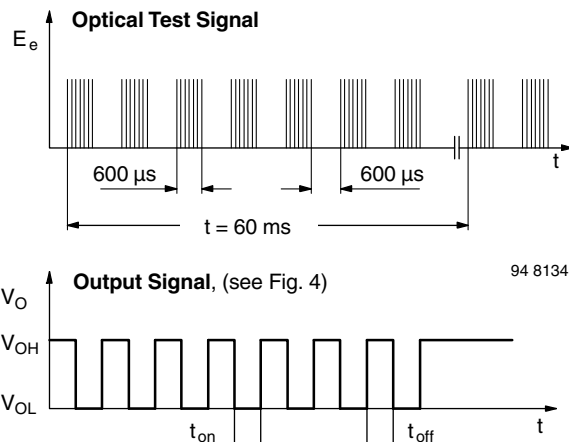 Optical Test Signal
E e
t
600 µs
600 µs
t = 60 ms
94 8134
Output Signal, (see Fig. 4)
V O
V OH
V OL
t on
t off
t